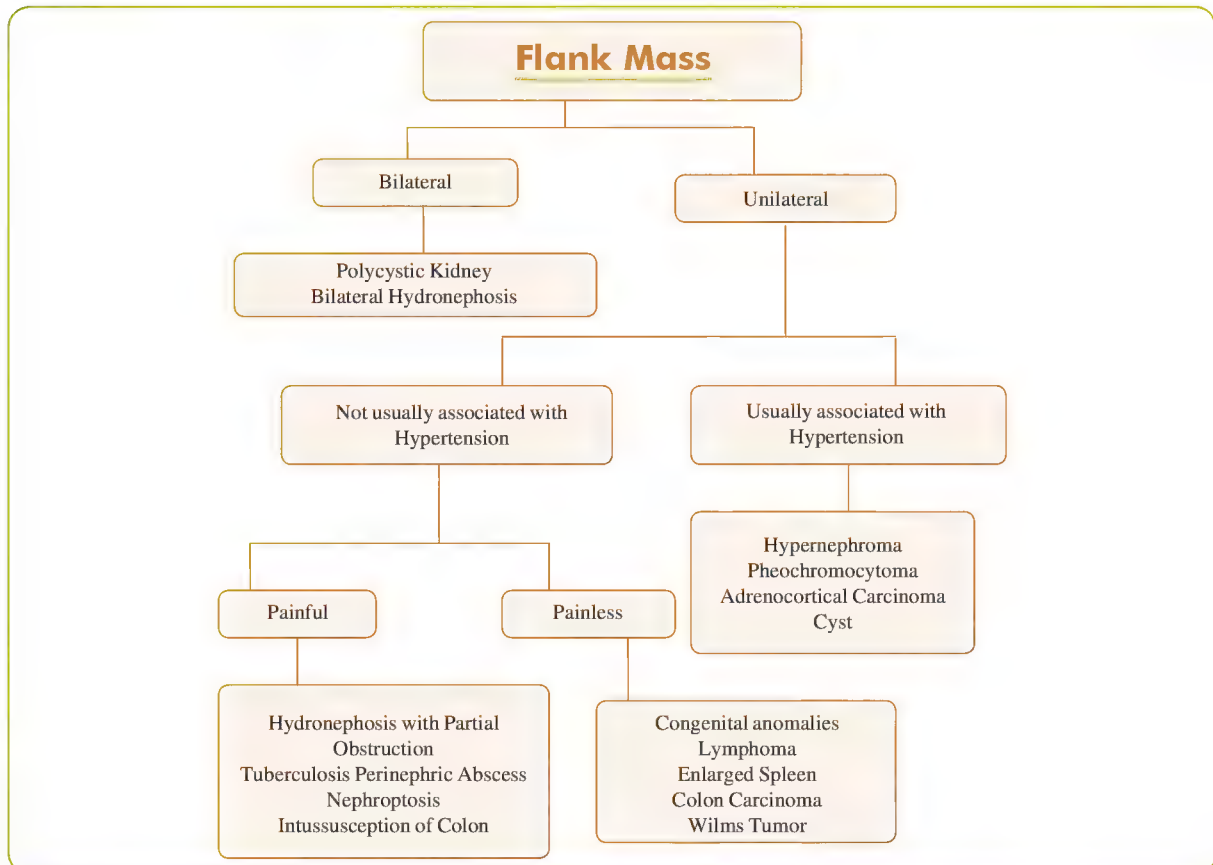 Flank Mass
Bilateral
Unilateral
Polycystic Kidney
Bilateral Hydronephosis
Not usually associated with
Hypertension
Usually associated with
Hypertension
Hypernephroma
Pheochromocytoma
Adrenocortical Carcinoma
Cyst
Painful
Painless
Hydronephosis with Partial
Obstruction
Tuberculosis Perinephric Abscess
Nephroptosis
Intussusception of Colon
Congenital anomalies
Lymphoma
Enlarged Spleen
Colon Carcinoma
Wilms Tumor